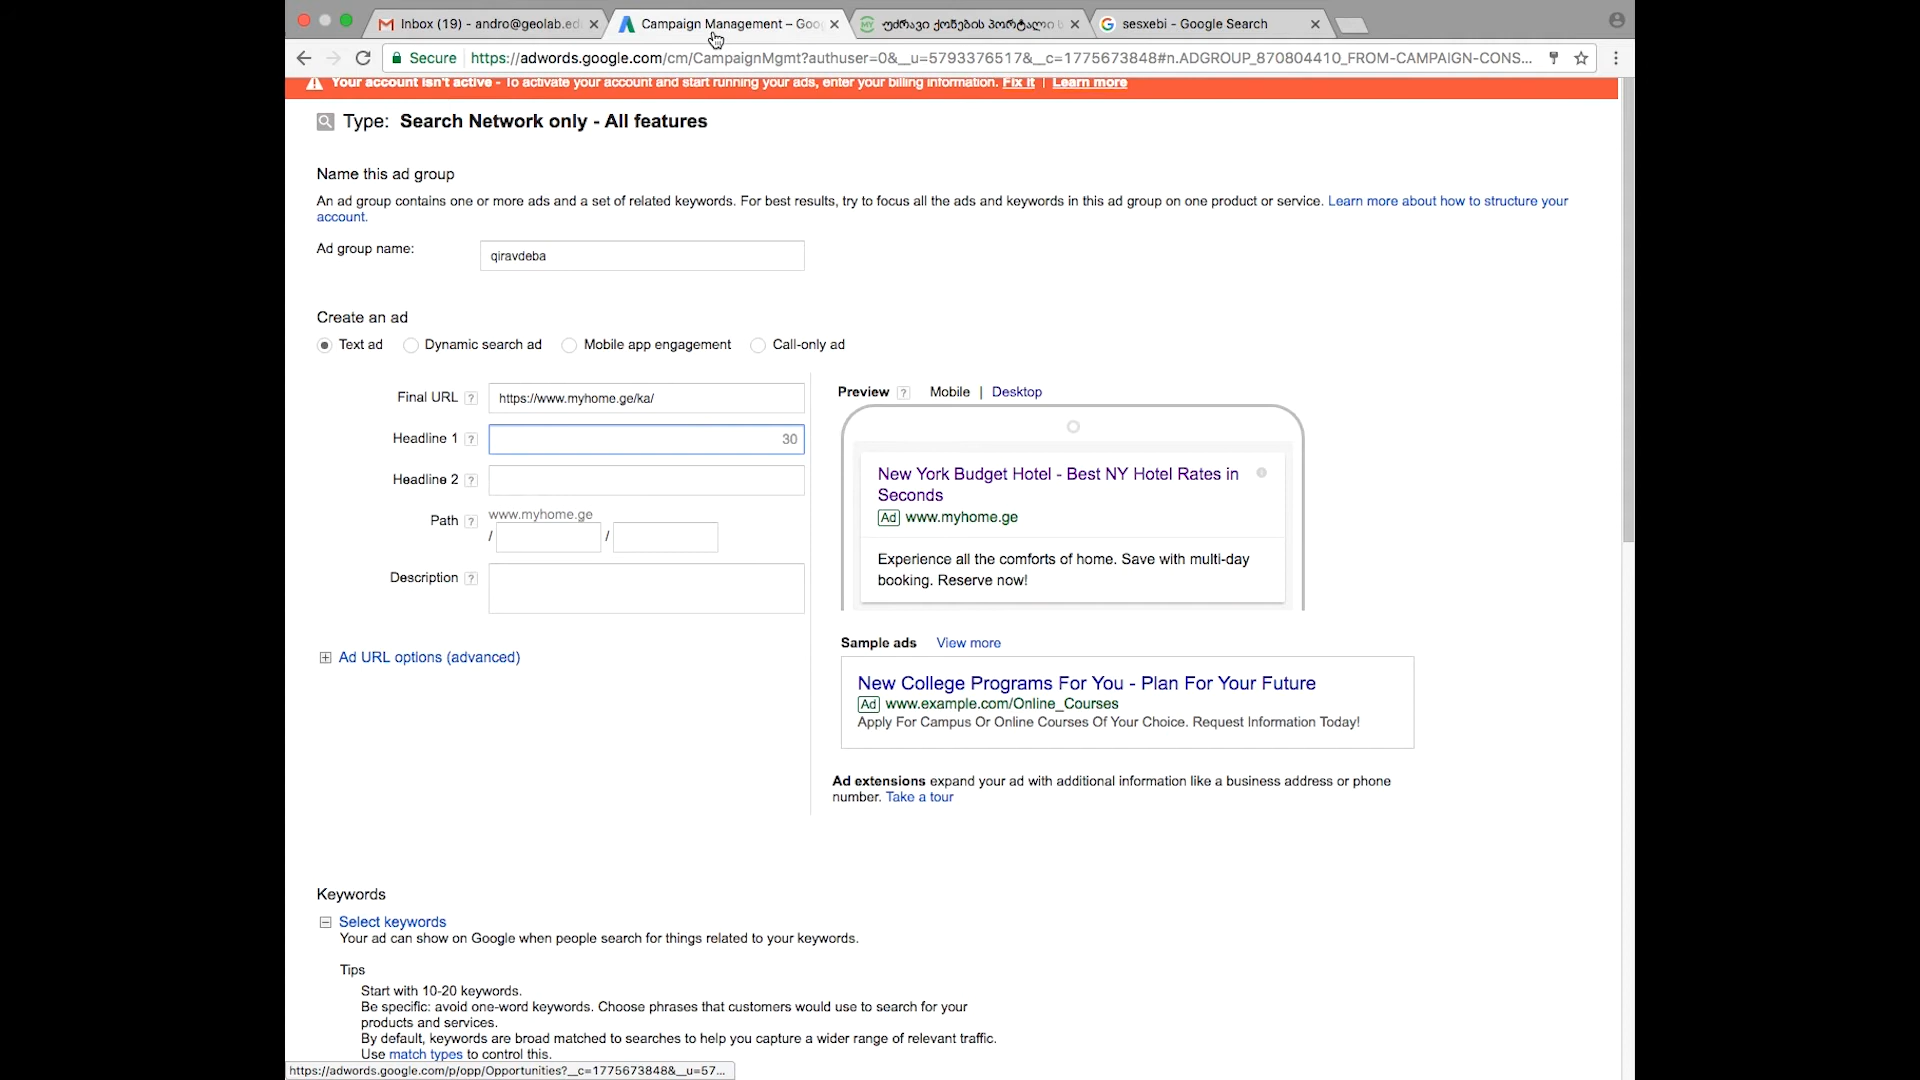 Inbox (19) - andro@geolab.ed
Campaign Management – Goo
უძრავი ქონების პორტალი ს
sesxebi - Google Search
Secure
https://adwords.google.com/cm/CampaignMgmt?authuser=0&__u=5793376517&__c=1775673848#n.ADGROUP_870804410_FROM-CAMPAIGN-CONS...
Your account isn't active - To activate your account and start running your ads, enter your billing information. Fix it | Learn more
Type: Search Network only - All features
Name this ad group
An ad group contains one or more ads and a set of related keywords. For best results, try to focus all the ads and keywords in this ad group on one product or service. Learn more about how to structure your
account.
Ad group name:
qiravdeba
Create an ad
Text ad
Dynamic search ad
Mobile app engagement
Call-only ad
Final URL ?
https://www.myhome.ge/ka/
Headline 1 ?
30
Headline 2 ?
Path ?
www.myhome.ge
/ /
Description ?
Ad URL options (advanced)
Preview ? Mobile | Desktop
New York Budget Hotel - Best NY Hotel Rates in
Seconds
Ad www.myhome.ge
Experience all the comforts of home. Save with multi-day
booking. Reserve now!
Sample ads View more
New College Programs For You - Plan For Your Future
Ad www.example.com/Online_Courses
Apply For Campus Or Online Courses Of Your Choice. Request Information Today!
Ad extensions expand your ad with additional information like a business address or phone
number. Take a tour
Keywords
Select keywords
Your ad can show on Google when people search for things related to your keywords.
Tips
Start with 10-20 keywords.
Be specific: avoid one-word keywords. Choose phrases that customers would use to search for your
products and services.
By default, keywords are broad matched to searches to help you capture a wider range of relevant traffic.
Use match types to control this.
https://adwords.google.com/p/opp/Opportunities?__c=1775673848&__u=57...